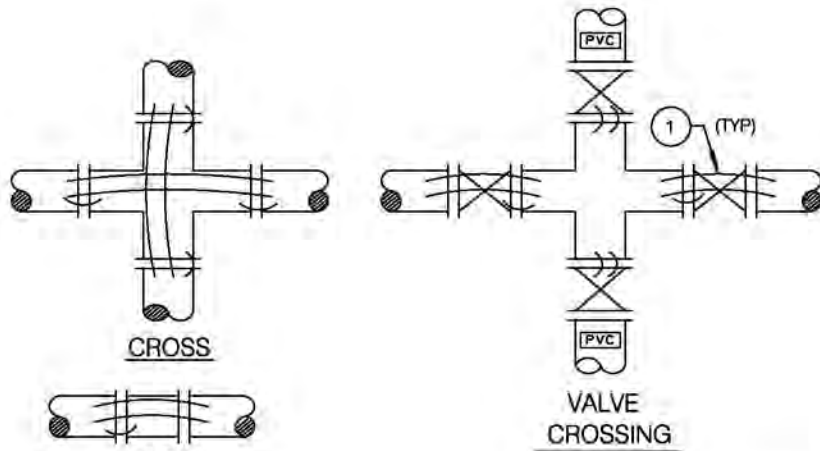 PVC
1 (TYP)
CROSS
PVC
VALVE
CROSSING